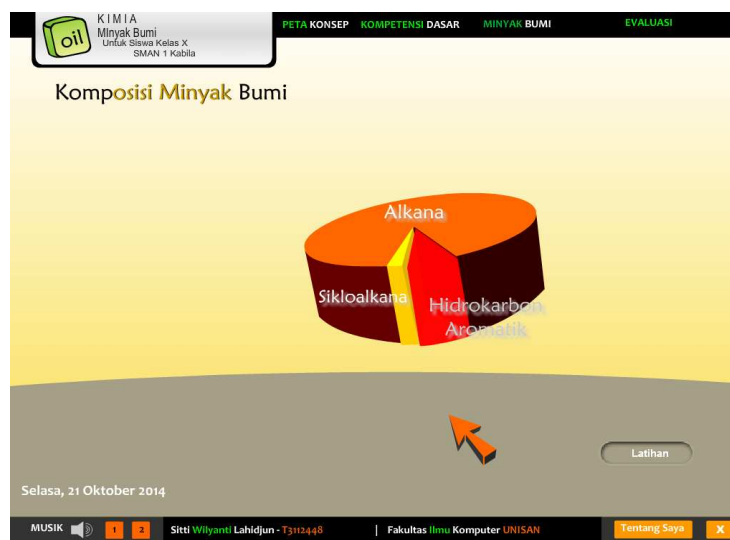 KIMIA
MInyak Bumi
Untuk Siswa Kelas X
SMAN 1 Kabila
oil
PETA KONSEP KOMPETENSI DASAR MINYAK BUMI EVALUASI
Komposisi Minyak Bumi
Alkana
Sikloalkana
Hidrokarbon
Aromatik
Latihan
Selasa, 21 Oktober 2014
MUSIK 1 2 Sitti Wilyanti Lahidjun - T3112448 | Fakultas Ilmu Komputer UNISAN Tentang Saya X